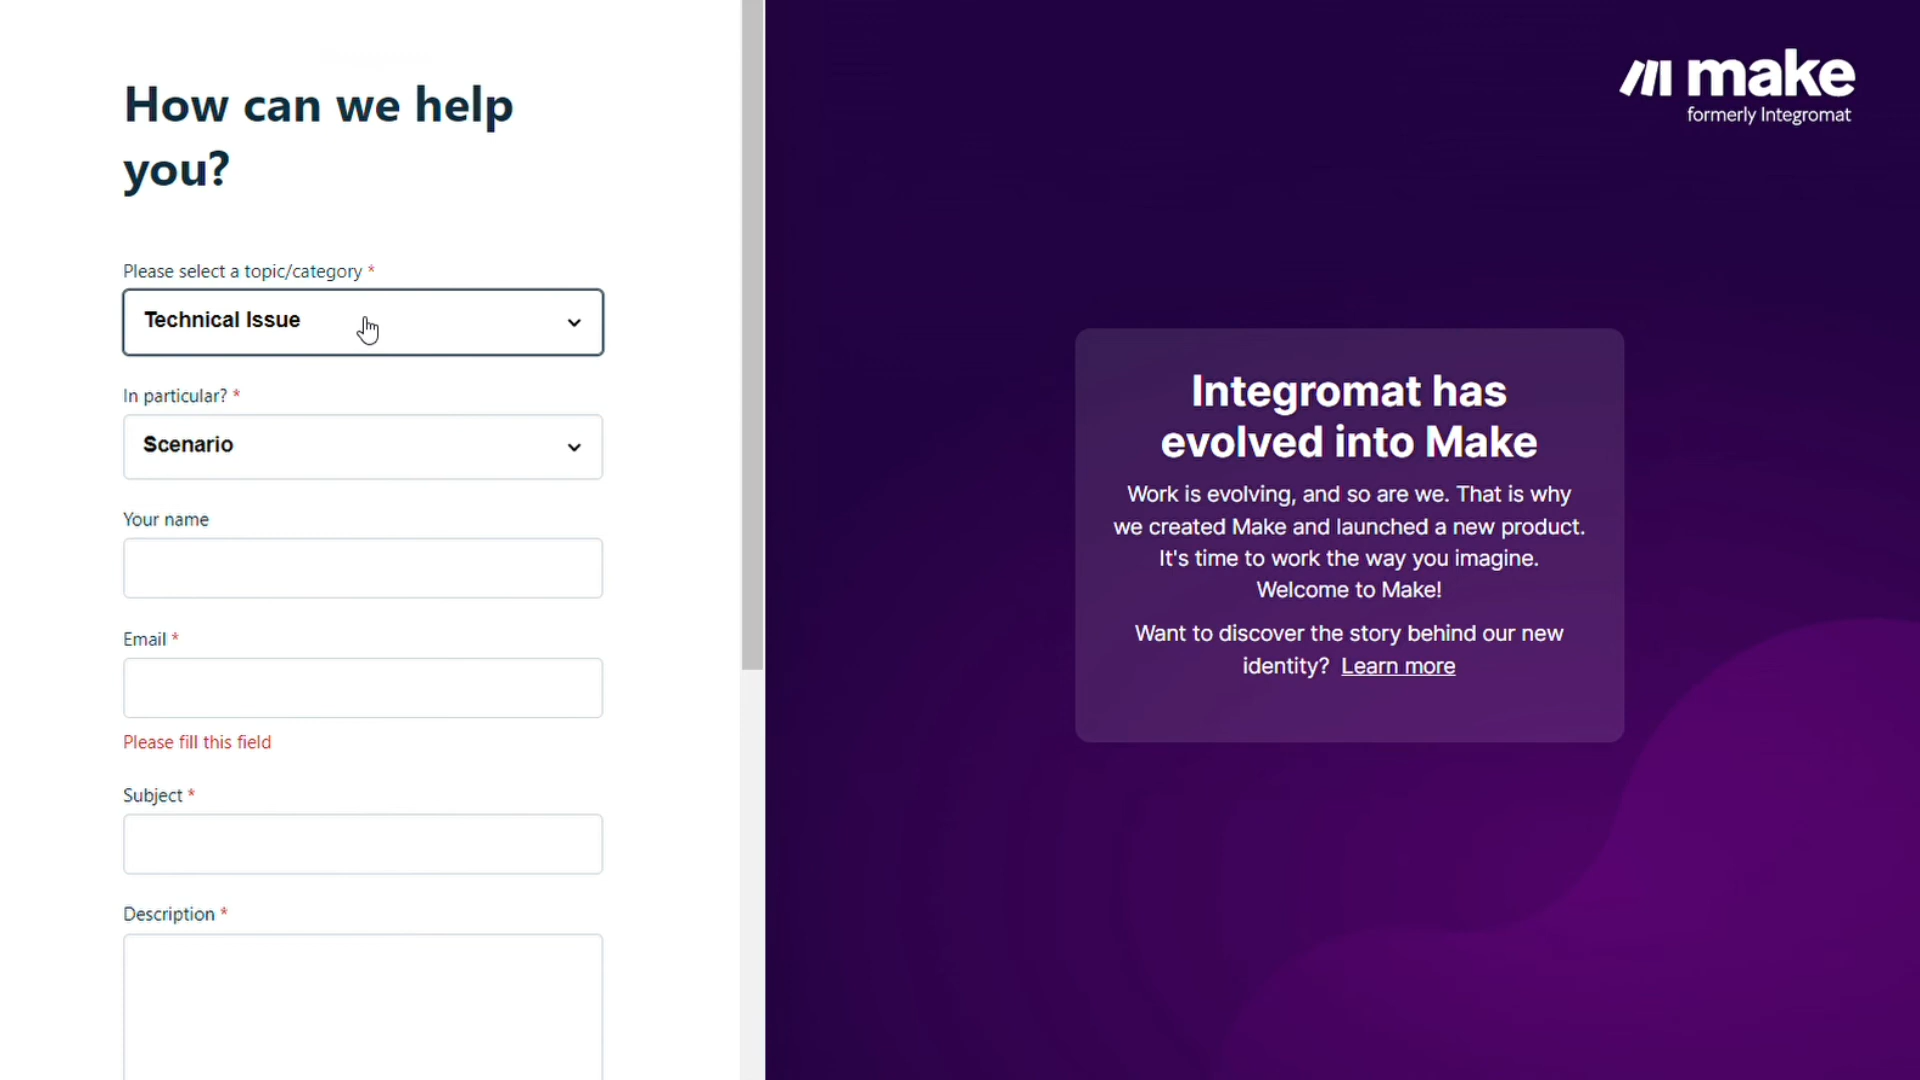 How can we help
you?
Please select a topic/category *
Technical Issue
In particular? *
Scenario
Your name
Email *
Please fill this field
Subject *
Description *
make
formerly Integromat
Integromat has
evolved into Make
Work is evolving, and so are we. That is why
we created Make and launched a new product.
It's time to work the way you imagine.
Welcome to Make!
Want to discover the story behind our new
identity? Learn more